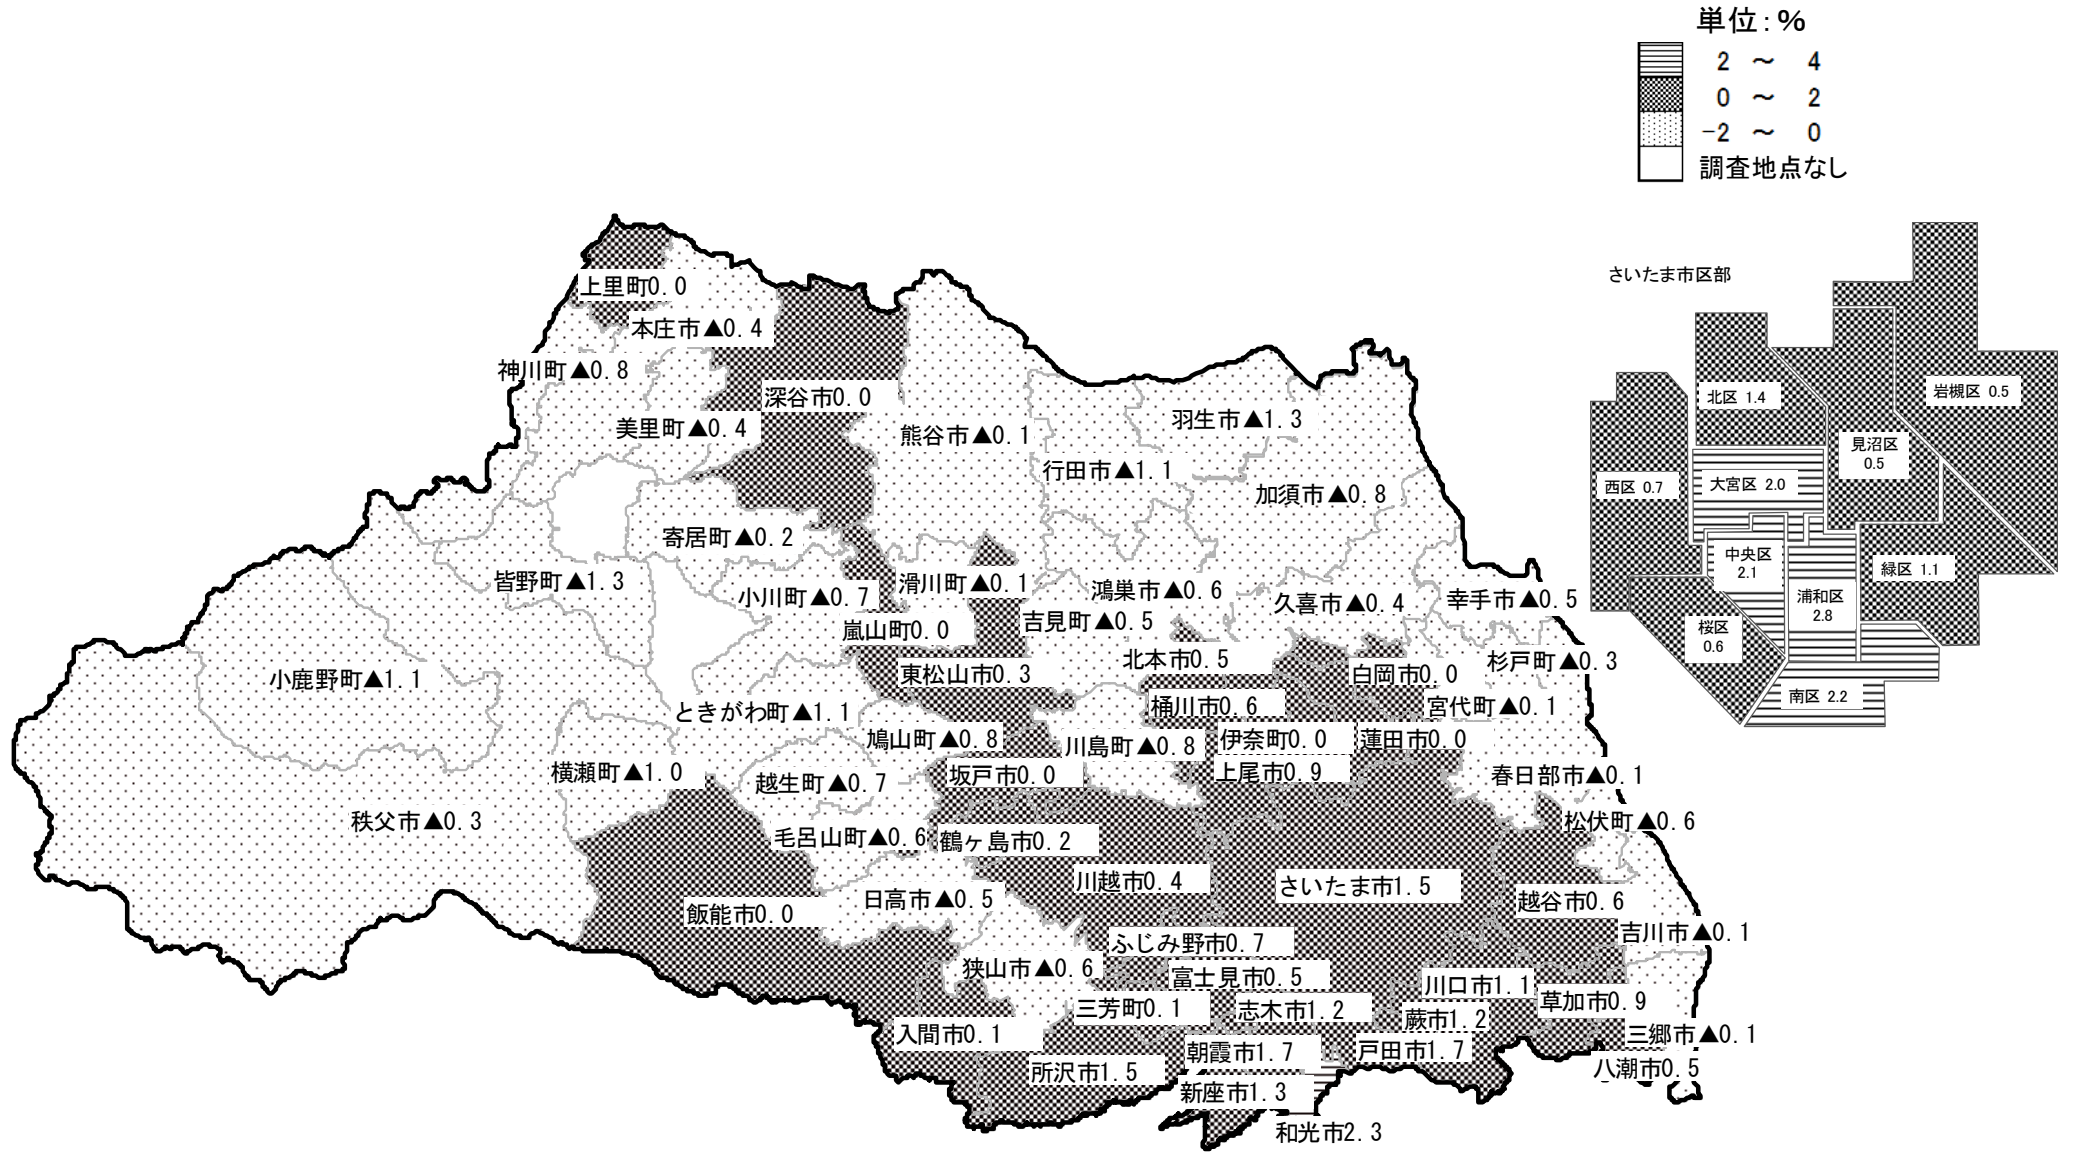 単位：%
2 ～ 4
0 ～ 2
-2 ～ 0
調査地点なし
さいたま市区部
上里町0.0
本庄市▲0.4
神川町▲0.8
深谷市0.0
美里町▲0.4
熊谷市▲0.1
羽生市▲1.3
行田市▲1.1
加須市▲0.8
寄居町▲0.2
皆野町▲1.3
小川町▲0.7
滑川町▲0.1
鴻巣市▲0.6
久喜市▲0.4
幸手市▲0.5
嵐山町0.0
吉見町▲0.5
北本市0.5
杉戸町▲0.3
小鹿野町▲1.1
東松山市0.3
白岡市0.0
ときがわ町▲1.1
桶川市0.6
宮代町▲0.1
鳩山町▲0.8
川島町▲0.8
伊奈町0.0
蓮田市0.0
横瀬町▲1.0
越生町▲0.7
坂戸市0.0
上尾市0.9
春日部市▲0.1
秩父市▲0.3
毛呂山町▲0.6
鶴ヶ島市0.2
松伏町▲0.6
川越市0.4
さいたま市1.5
飯能市0.0
日高市▲0.5
越谷市0.6
ふじみ野市0.7
吉川市▲0.1
狭山市▲0.6
富士見市0.5
川口市1.1
三芳町0.1
志木市1.2
草加市0.9
蕨市1.2
入間市0.1
朝霞市1.7
戸田市1.7
三郷市▲0.1
所沢市1.5
八潮市0.5
新座市1.3
和光市2.3
北区 1.4
岩槻区 0.5
見沼区
0.5
西区 0.7
大宮区 2.0
中央区
2.1
緑区 1.1
浦和区
2.8
桜区
0.6
南区 2.2